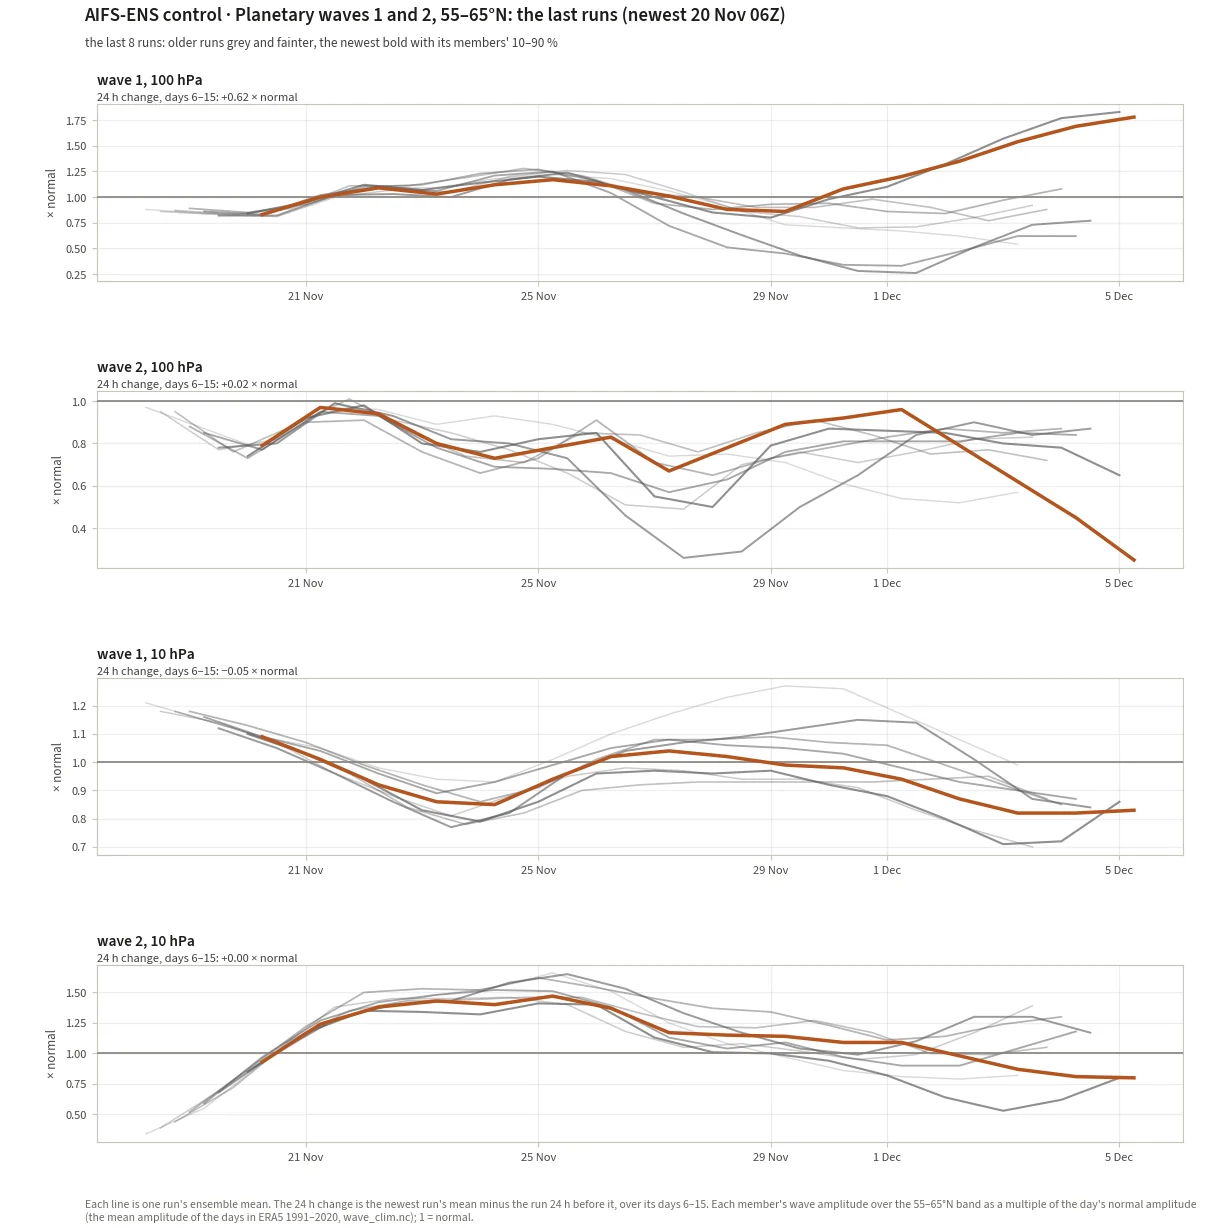 AIFS-ENS control · Planetary waves 1 and 2, 55–65°N: the last runs (newest 20 Nov 06Z)
the last 8 runs: older runs grey and fainter, the newest bold with its members' 10–90 %
wave 1, 100 hPa
24 h change, days 6–15: +0.62 × normal
1.75
1.50
1.25
1.00
0.75
0.50
0.25
× normal
21 Nov
25 Nov
29 Nov
1 Dec
5 Dec
wave 2, 100 hPa
24 h change, days 6–15: +0.02 × normal
1.0
0.8
0.6
0.4
× normal
21 Nov
25 Nov
29 Nov
1 Dec
5 Dec
wave 1, 10 hPa
24 h change, days 6–15: −0.05 × normal
1.2
1.1
1.0
0.9
0.8
0.7
× normal
21 Nov
25 Nov
29 Nov
1 Dec
5 Dec
wave 2, 10 hPa
24 h change, days 6–15: +0.00 × normal
1.50
1.25
1.00
0.75
0.50
× normal
21 Nov
25 Nov
29 Nov
1 Dec
5 Dec
Each line is one run's ensemble mean. The 24 h change is the newest run's mean minus the run 24 h before it, over its days 6–15. Each member's wave amplitude over the 55–65°N band as a multiple of the day's normal amplitude
(the mean amplitude of the days in ERA5 1991–2020, wave_clim.nc); 1 = normal.